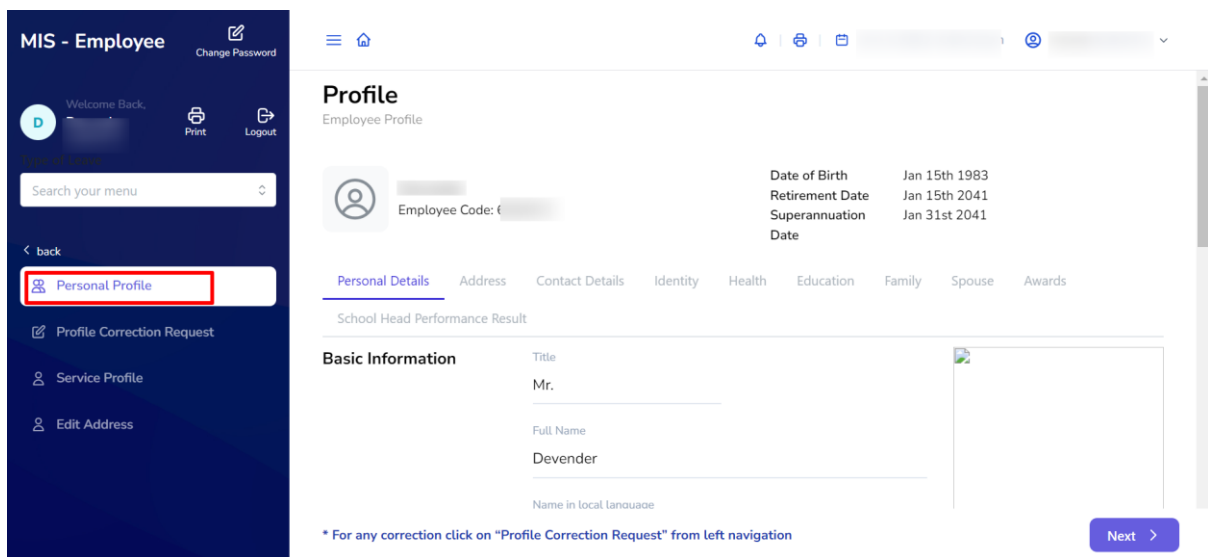 MIS - Employee
Change Password
Welcome Back,
D
Print
Logout
Type of Leave
Search your menu
back
Personal Profile
Profile Correction Request
Service Profile
Edit Address
Profile
Employee Profile
Employee Code:
Date of Birth Jan 15th 1983
Retirement Date Jan 15th 2041
Superannuation Jan 31st 2041
Date
Personal Details Address Contact Details Identity Health Education Family Spouse Awards
School Head Performance Result
Basic Information
Title
Mr.
Full Name
Devender
Name in local language
* For any correction click on “Profile Correction Request” from left navigation
Next